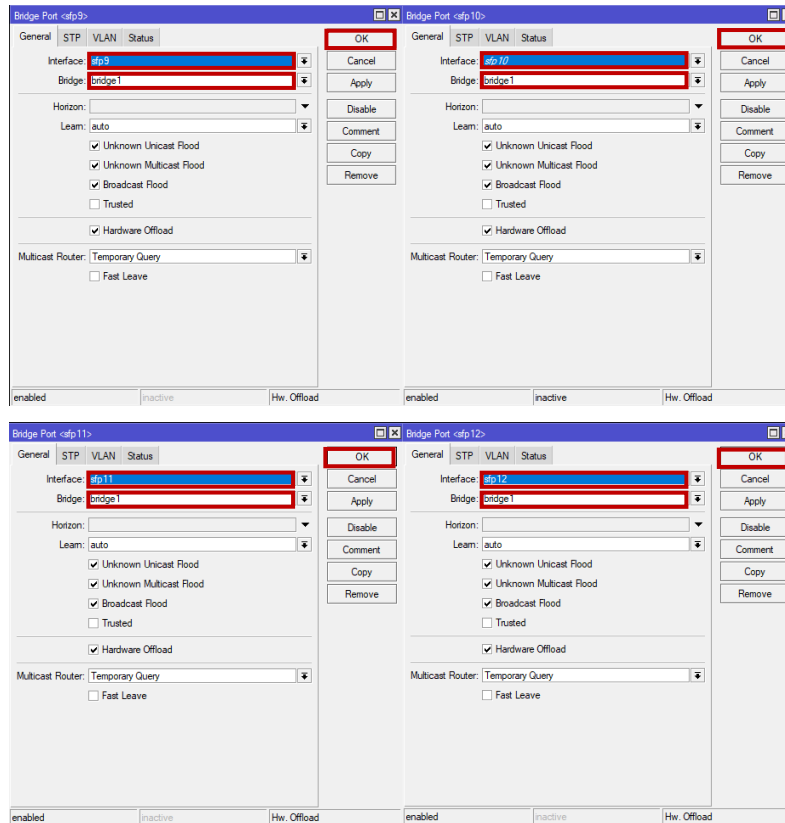 Bridge Port <sfp9>
General STP VLAN Status
OK
Interface: sfp9
Cancel
Bridge: bridge1
Apply
Horizon:
Disable
Learn: auto
Comment
Unknown Unicast Flood
Copy
Unknown Multicast Flood
Remove
Broadcast Flood
Trusted
Hardware Offload
Multicast Router: Temporary Query
Fast Leave
enabled inactive Hw. Offload
Bridge Port <sfp10>
General STP VLAN Status
OK
Interface: sfp10
Cancel
Bridge: bridge1
Apply
Horizon:
Disable
Learn: auto
Comment
Unknown Unicast Flood
Copy
Unknown Multicast Flood
Remove
Broadcast Flood
Trusted
Hardware Offload
Multicast Router: Temporary Query
Fast Leave
enabled inactive Hw. Offload
Bridge Port <sfp11>
General STP VLAN Status
OK
Interface: sfp11
Cancel
Bridge: bridge1
Apply
Horizon:
Disable
Learn: auto
Comment
Unknown Unicast Flood
Copy
Unknown Multicast Flood
Remove
Broadcast Flood
Trusted
Hardware Offload
Multicast Router: Temporary Query
Fast Leave
enabled inactive Hw. Offload
Bridge Port <sfp12>
General STP VLAN Status
OK
Interface: sfp12
Cancel
Bridge: bridge1
Apply
Horizon:
Disable
Learn: auto
Comment
Unknown Unicast Flood
Copy
Unknown Multicast Flood
Remove
Broadcast Flood
Trusted
Hardware Offload
Multicast Router: Temporary Query
Fast Leave
enabled inactive Hw. Offload